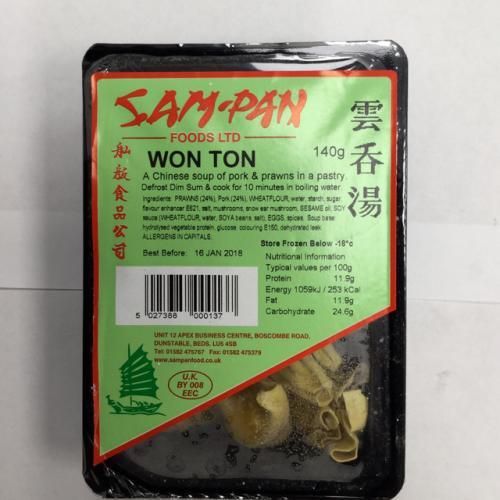 SAM-PAN
FOODS LTD
WON TON
140g
雲吞湯
舢舨食品公司
A Chinese soup of pork & prawns in a pastry.
Defrost Dim Sum & cook for 10 minutes in boiling water
Ingredients: PRAWNS (24%), Pork (24%), WHEATFLOUR, water, starch, sugar,
flavour enhancer E621, salt, mushrooms, snow ear mushroom, SESAME oil, SOY
sauce (WHEATFLOUR, water, SOYA beans, salt), EGGS, spices. Soup base:
hydrolysed vegetable protein, glucose, colouring E150, dehydrated leek.
ALLERGENS IN CAPITALS.
Best Before: 16 JAN 2018
Store Frozen Below -18°c
Nutritional Information
Typical values per 100g
Protein 11.9g
Energy 1059kJ / 253 kCal
Fat 11.9g
Carbohydrate 24.6g
5 027388 000137
UNIT 12 APEX BUSINESS CENTRE, BOSCOMBE ROAD,
DUNSTABLE, BEDS. LU5 4SB
Tel: 01582 475767 Fax: 01582 475379
www.sampanfood.co.uk
U.K.
BY 008
EEC